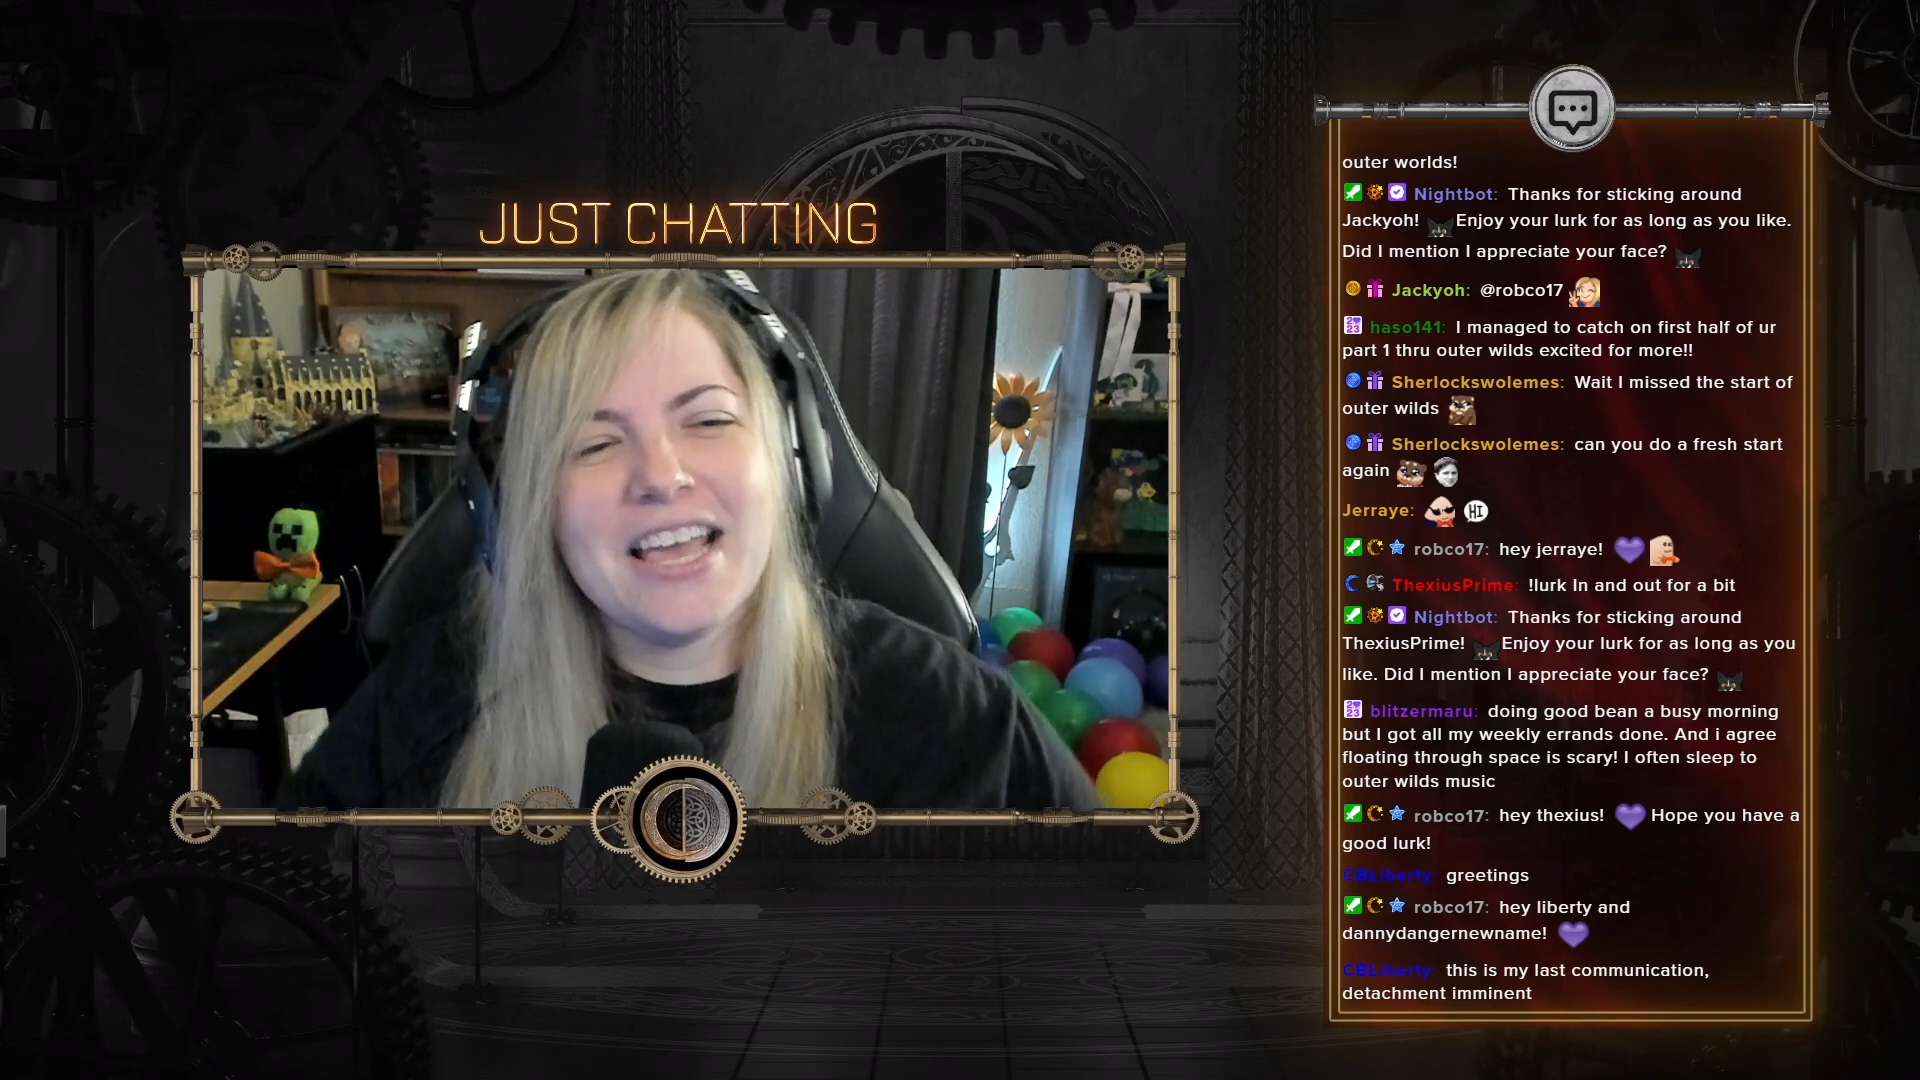 JUST CHATTING
outer worlds!
Nightbot: Thanks for sticking around
Jackyoh! Enjoy your lurk for as long as you like.
Did I mention I appreciate your face?
Jackyoh: @robco17
haso141: I managed to catch on first half of ur
part 1 thru outer wilds excited for more!!
Sherlockswolemes: Wait I missed the start of
outer wilds
Sherlockswolemes: can you do a fresh start
again
Jerraye: HI
robco17: hey jerraye!
ThexiusPrime: !lurk In and out for a bit
Nightbot: Thanks for sticking around
ThexiusPrime! Enjoy your lurk for as long as you
like. Did I mention I appreciate your face?
blitzermaru: doing good bean a busy morning
but I got all my weekly errands done. And i agree
floating through space is scary! I often sleep to
outer wilds music
robco17: hey thexius! Hope you have a
good lurk!
CBLiberty: greetings
robco17: hey liberty and
dannydangernewname!
CBLiberty: this is my last communication,
detachment imminent